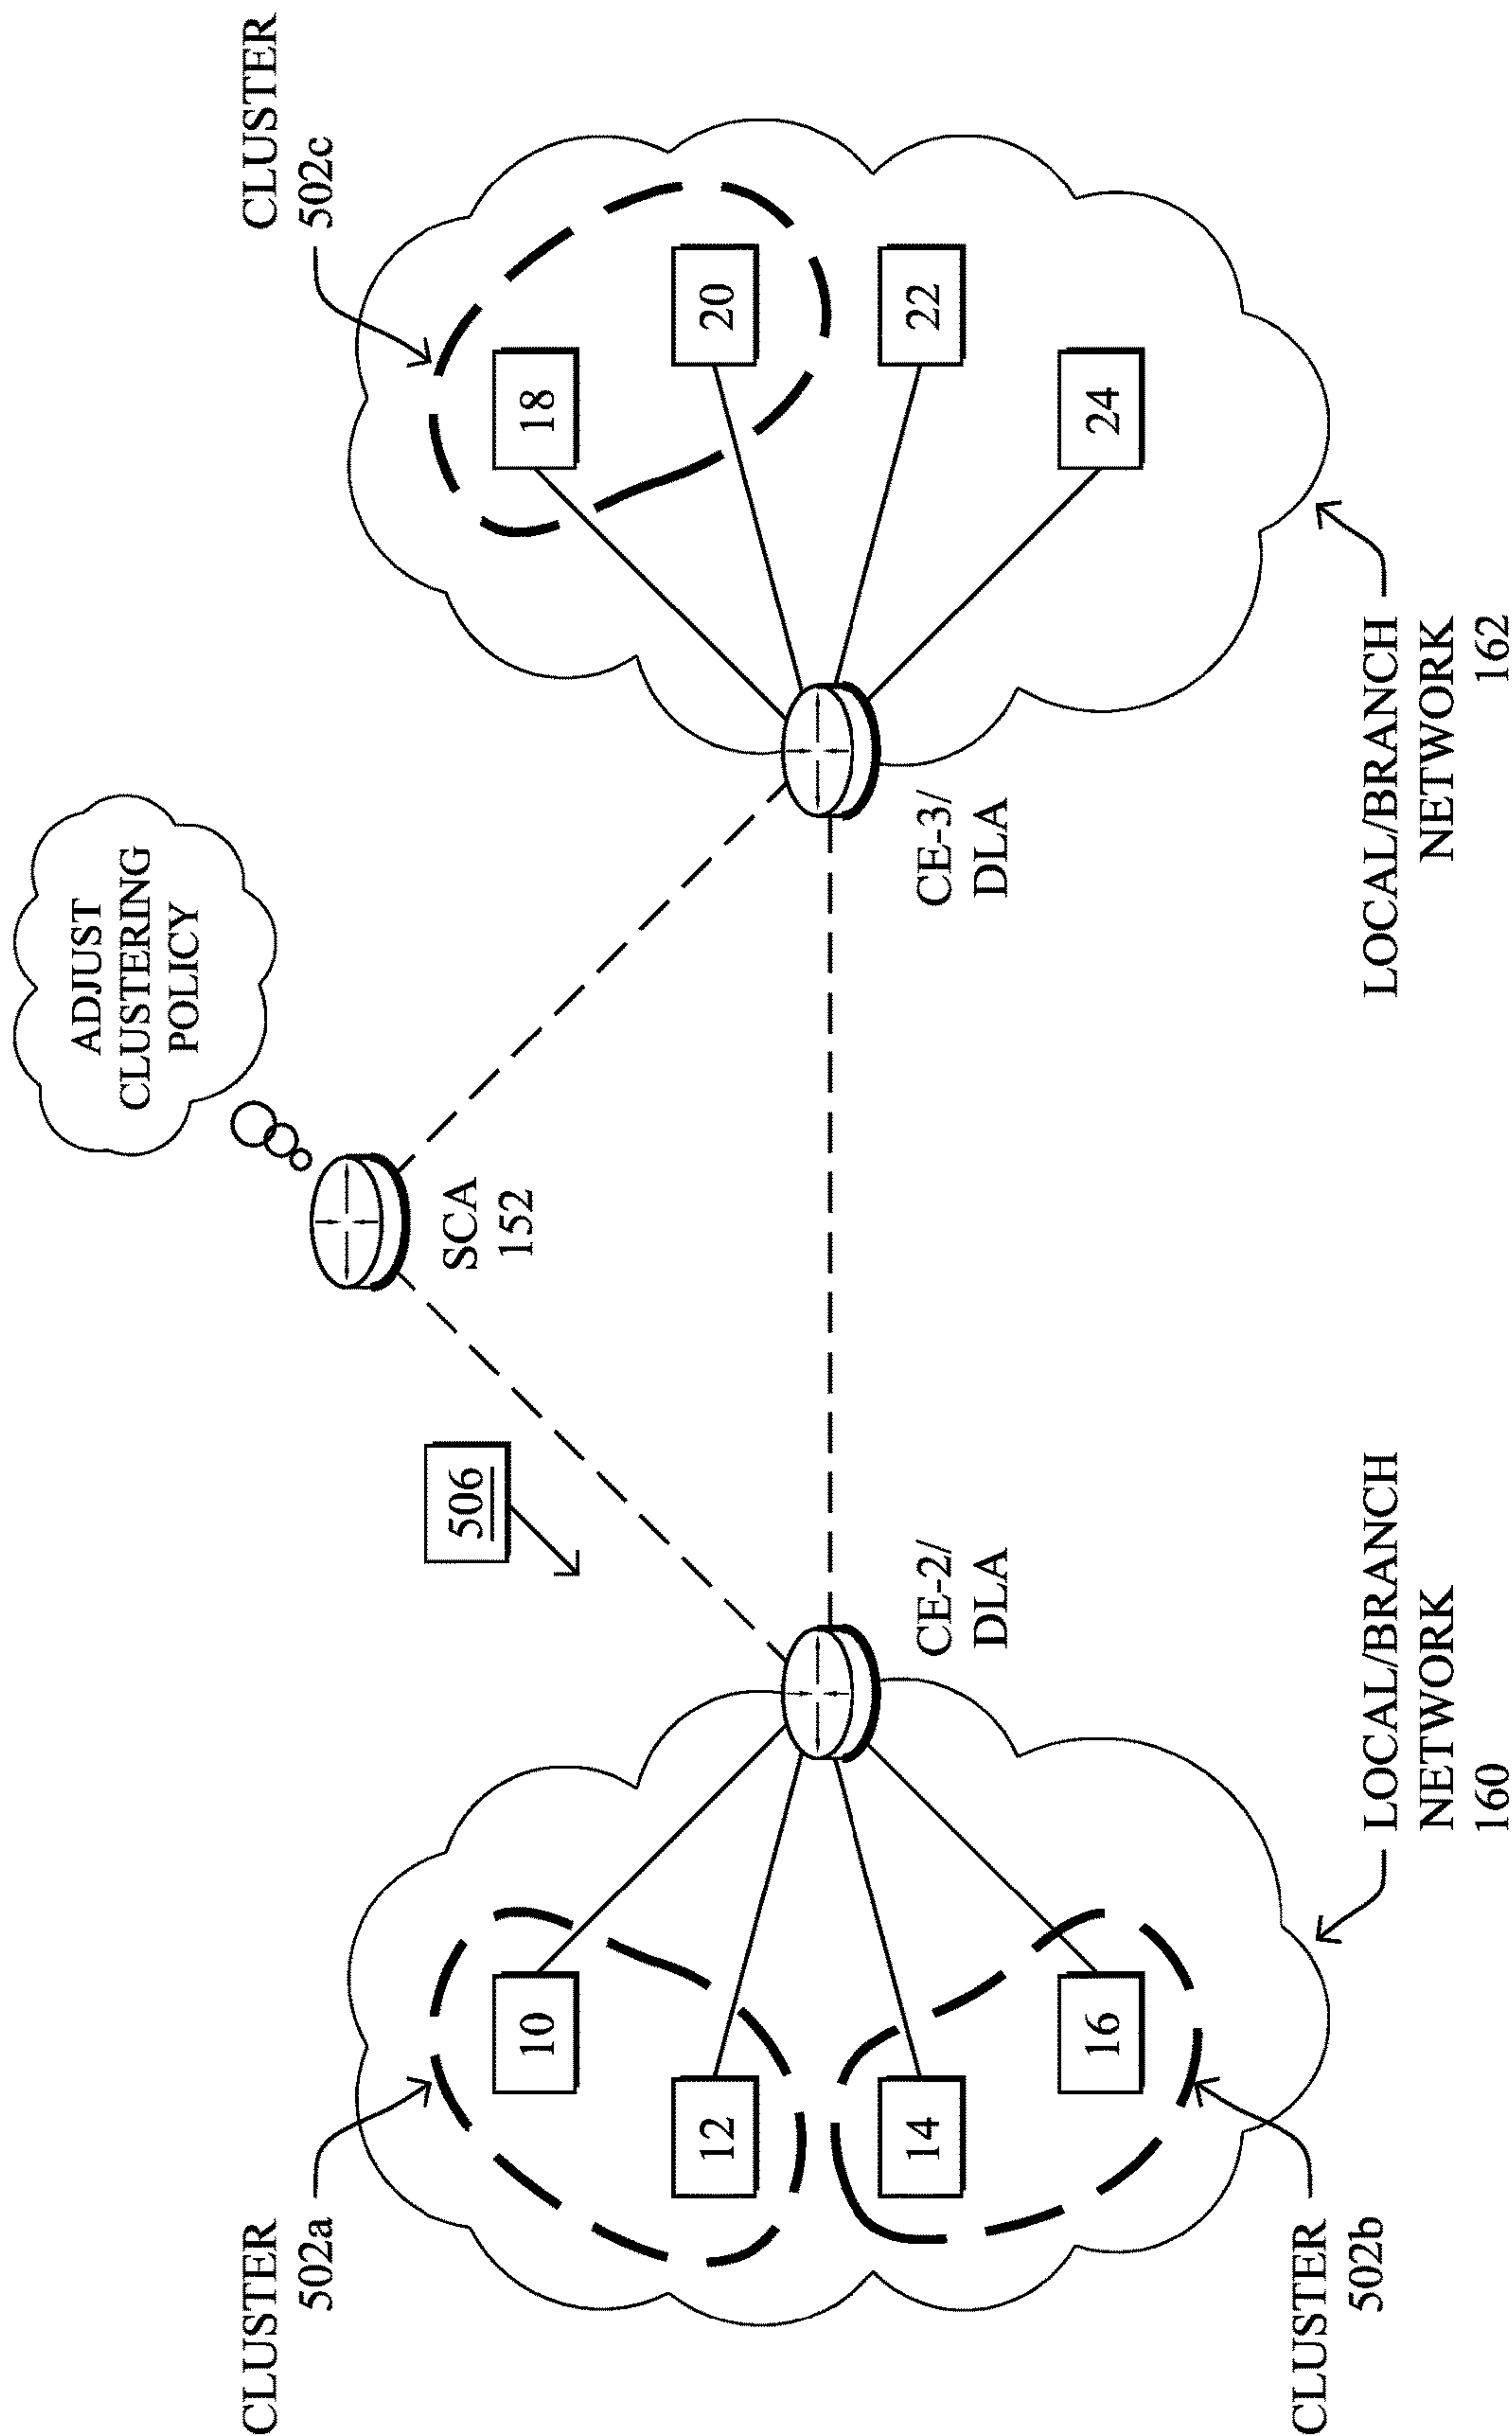 ADJUST
CLUSTERING
POLICY
SCA
152
506
CLUSTER
502a
CLUSTER
502c
10
12
14
16
18
20
22
24
CE-2/
DLA
CE-3/
DLA
CLUSTER
502b
LOCAL/BRANCH
NETWORK
160
LOCAL/BRANCH
NETWORK
162